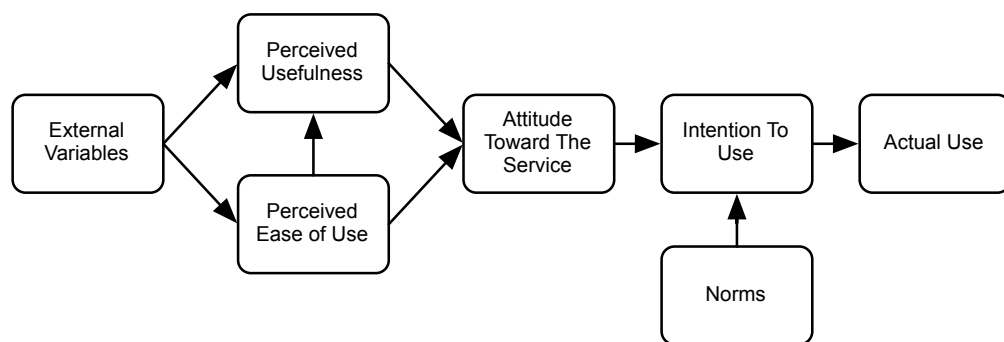 External
Variables
Perceived
Usefulness
Perceived
Ease of Use
Attitude
Toward The
Service
Intention To
Use
Actual Use
Norms